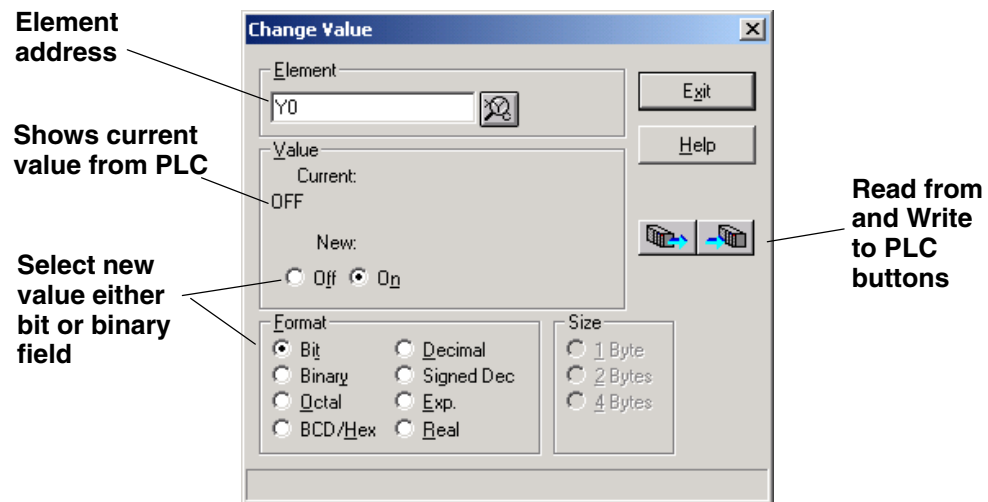 Element
address
Shows current
value from PLC
Select new
value either
bit or binary
field
Change Value
Element
Y0
Value
Current:
OFF
New:
Off On
Format
Bit Decimal
Binary Signed Dec
Octal Exp.
BCD/Hex Real
Size
1 Byte
2 Bytes
4 Bytes
Exit
Help
Read from
and Write
to PLC
buttons